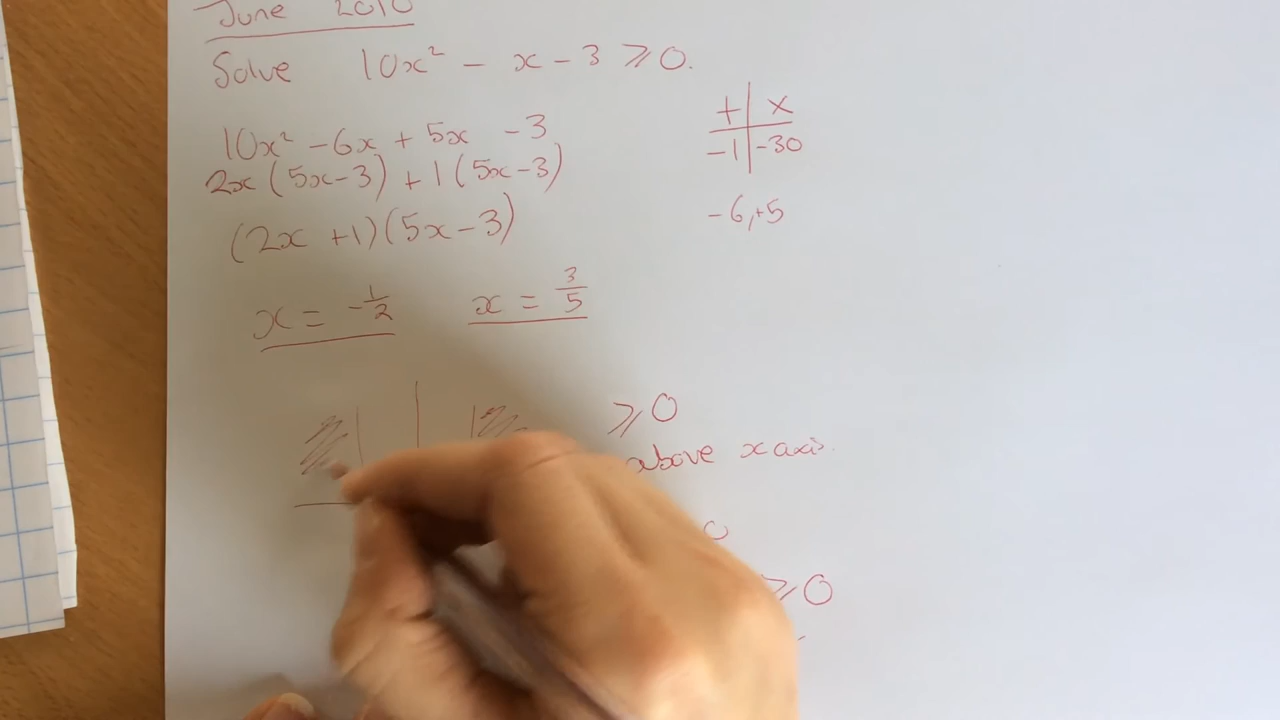 June 2010
Solve 10x² - x - 3 ⩾ 0.
+ | x
-1 | -30
-6, +5
10x² - 6x + 5x - 3
2x(5x-3) + 1(5x-3)
(2x +1)(5x-3)
x = -1/2 x = 3/5
⩾ 0
above x axis.
0
⩾ 0